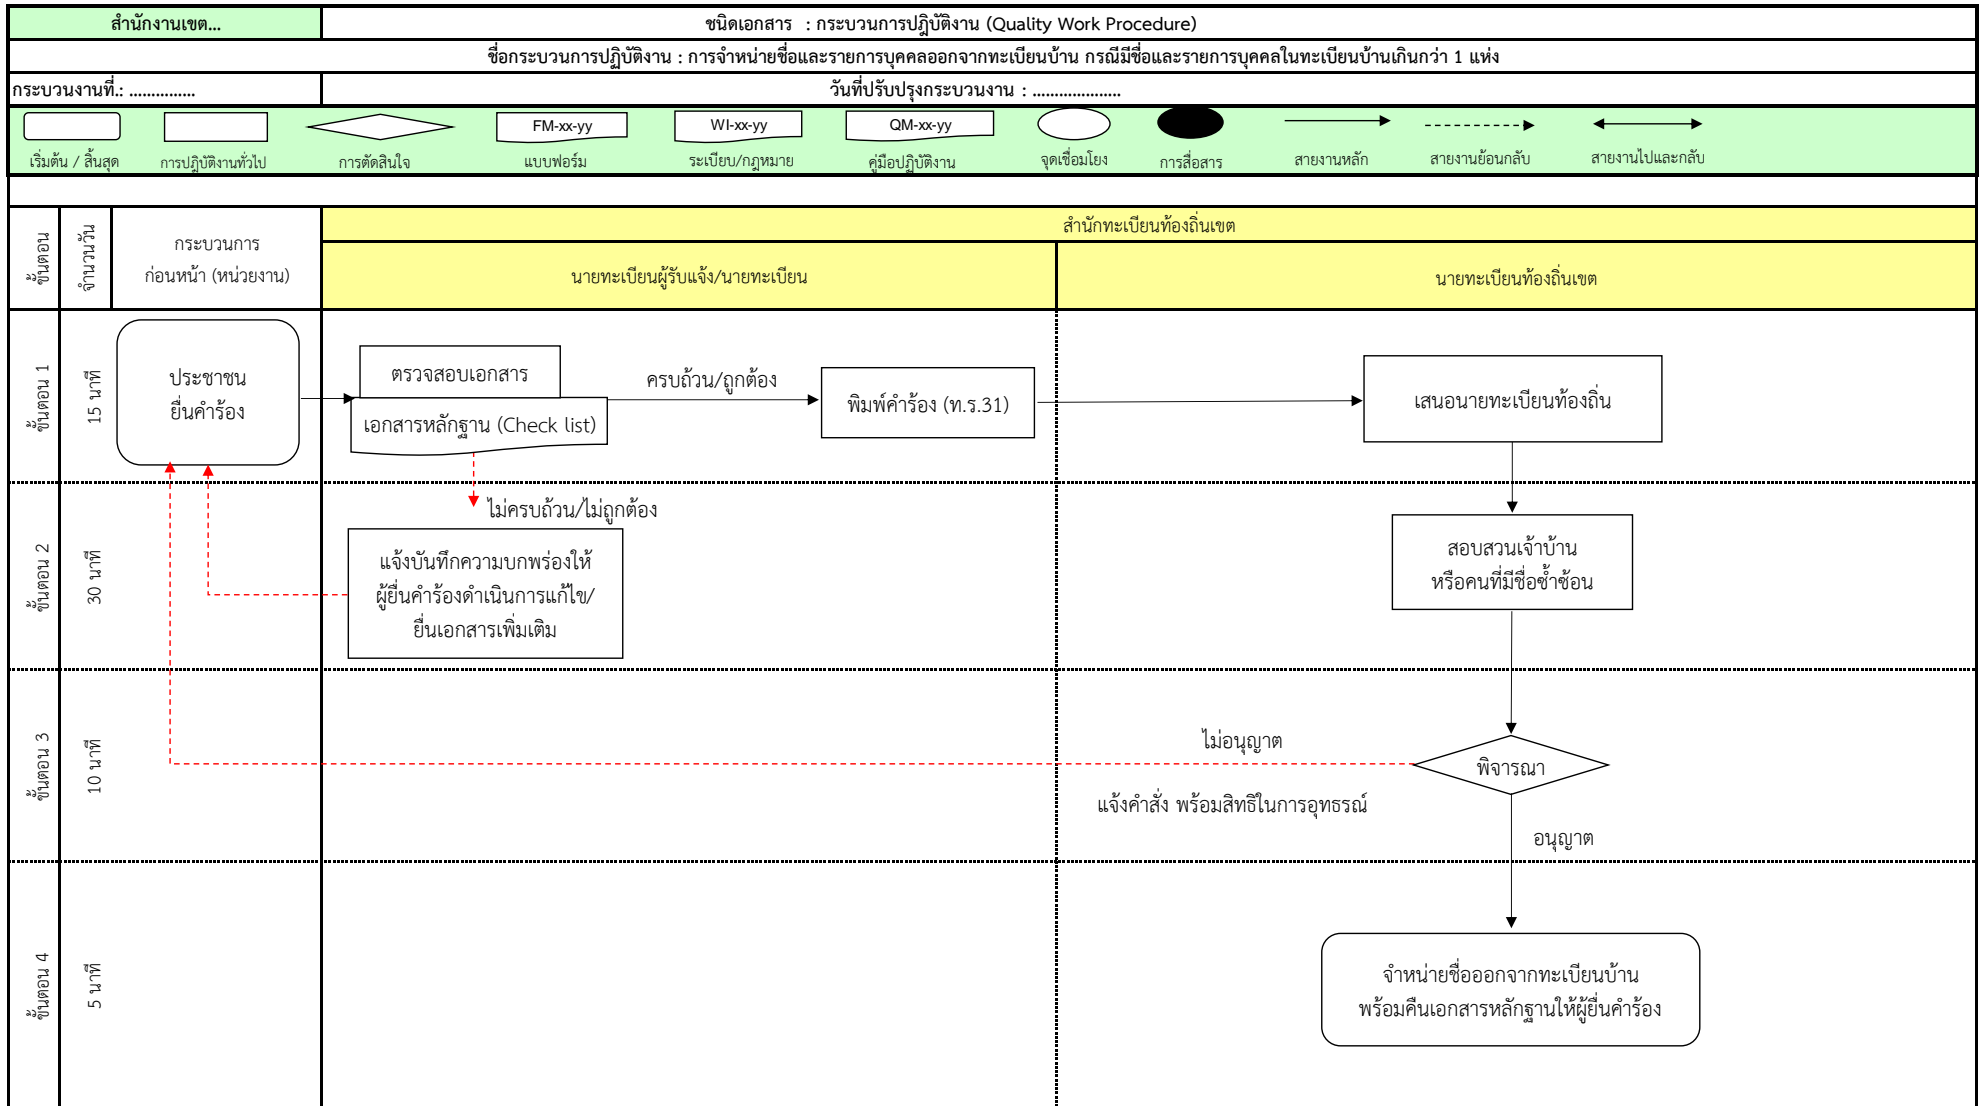 สำนักงานเขต...
ชนิดเอกสาร : กระบวนการปฏิบัติงาน (Quality Work Procedure)
ชื่อกระบวนการปฏิบัติงาน : การจำหน่ายชื่อและรายการบุคคลออกจากทะเบียนบ้าน กรณีมีชื่อและรายการบุคคลในทะเบียนบ้านเกินกว่า 1 แห่ง
กระบวนงานที่.: ...............
วันที่ปรับปรุงกระบวนงาน : ....................
FM-xx-yy
WI-xx-yy
QM-xx-yy
เริ่มต้น / สิ้นสุด
การปฏิบัติงานทั่วไป
การตัดสินใจ
แบบฟอร์ม
ระเบียบ/กฎหมาย
คู่มือปฏิบัติงาน
จุดเชื่อมโยง
การสื่อสาร
สายงานหลัก
สายงานย้อนกลับ
สายงานไปและกลับ
ขั้นตอน
จำนวนวัน
กระบวนการ
ก่อนหน้า (หน่วยงาน)
สำนักทะเบียนท้องถิ่นเขต
นายทะเบียนผู้รับแจ้ง/นายทะเบียน
นายทะเบียนท้องถิ่นเขต
ขั้นตอน 1
15 นาที
ประชาชน
ยื่นคำร้อง
ตรวจสอบเอกสาร
เอกสารหลักฐาน (Check list)
ครบถ้วน/ถูกต้อง
พิมพ์คำร้อง (ท.ร.31)
เสนอนายทะเบียนท้องถิ่น
ขั้นตอน 2
30 นาที
ไม่ครบถ้วน/ไม่ถูกต้อง
แจ้งบันทึกความบกพร่องให้
ผู้ยื่นคำร้องดำเนินการแก้ไข/
ยื่นเอกสารเพิ่มเติม
สอบสวนเจ้าบ้าน
หรือคนที่มีชื่อซ้ำซ้อน
ขั้นตอน 3
10 นาที
ไม่อนุญาต
พิจารณา
แจ้งคำสั่ง พร้อมสิทธิในการอุทธรณ์
อนุญาต
ขั้นตอน 4
5 นาที
จำหน่ายชื่อออกจากทะเบียนบ้าน
พร้อมคืนเอกสารหลักฐานให้ผู้ยื่นคำร้อง